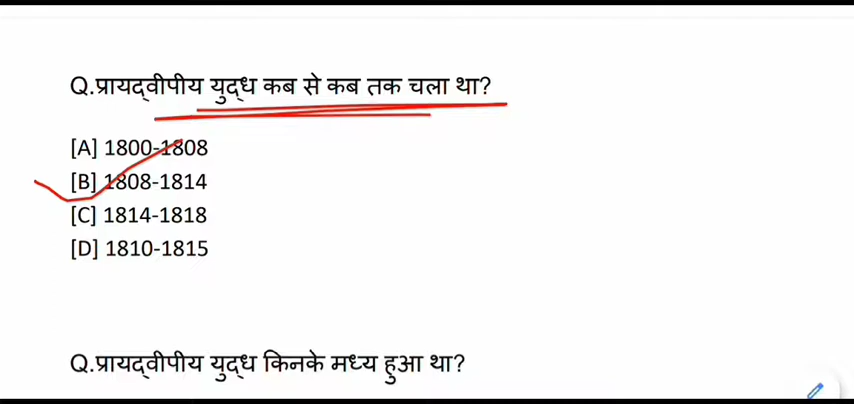 Q.प्रायद्वीपीय युद्ध कब से कब तक चला था?
[A] 1800-1808
[B] 1808-1814
[C] 1814-1818
[D] 1810-1815
Q.प्रायद्वीपीय युद्ध किनके मध्य हुआ था?